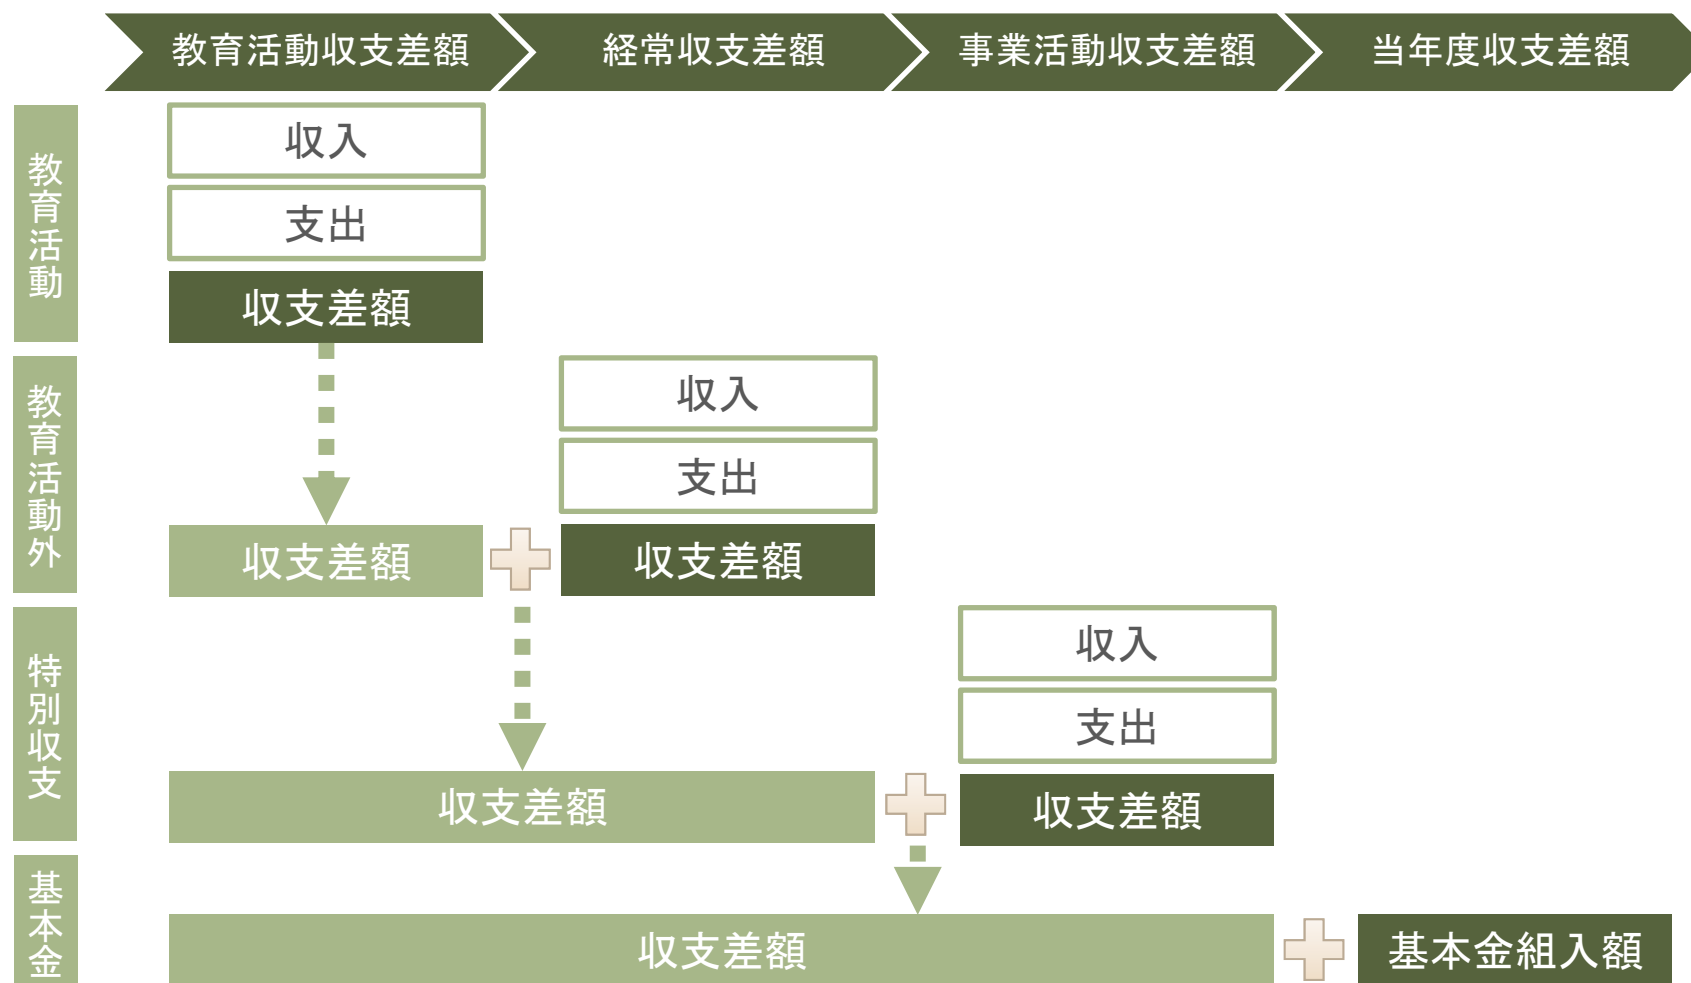 教育活動収支差額
経常収支差額
事業活動収支差額
当年度収支差額
教育活動
収入
支出
収支差額
教育活動外
収入
支出
収支差額
収支差額
特別収支
収入
支出
収支差額
収支差額
基本金
収支差額
基本金組入額